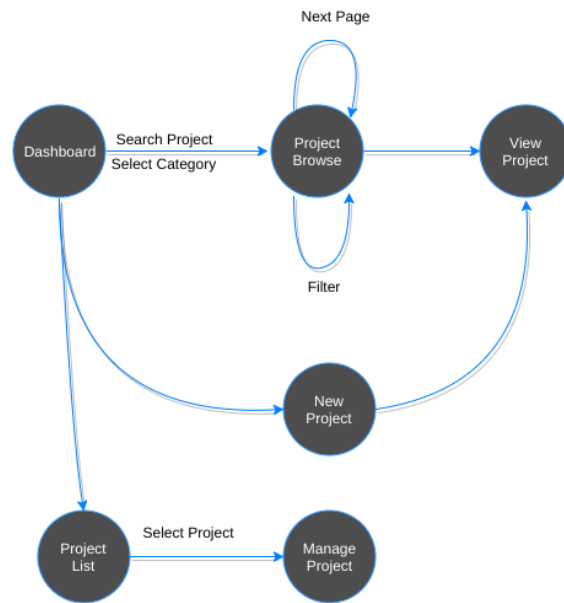 Next Page
Dashboard
Search Project
Select Category
Project
Browse
View
Project
Filter
New
Project
Project
List
Select Project
Manage
Project